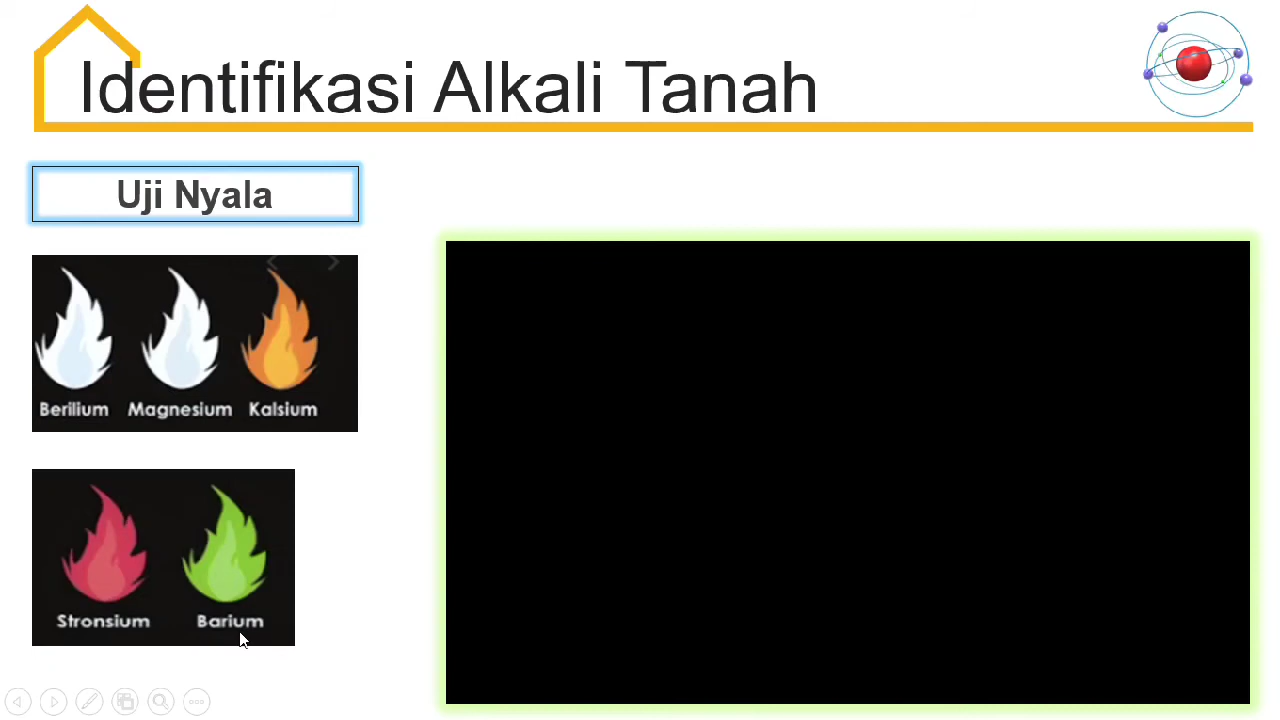 Identifikasi Alkali Tanah
Uji Nyala
Berilium Magnesium Kalsium
Stronsium Barium